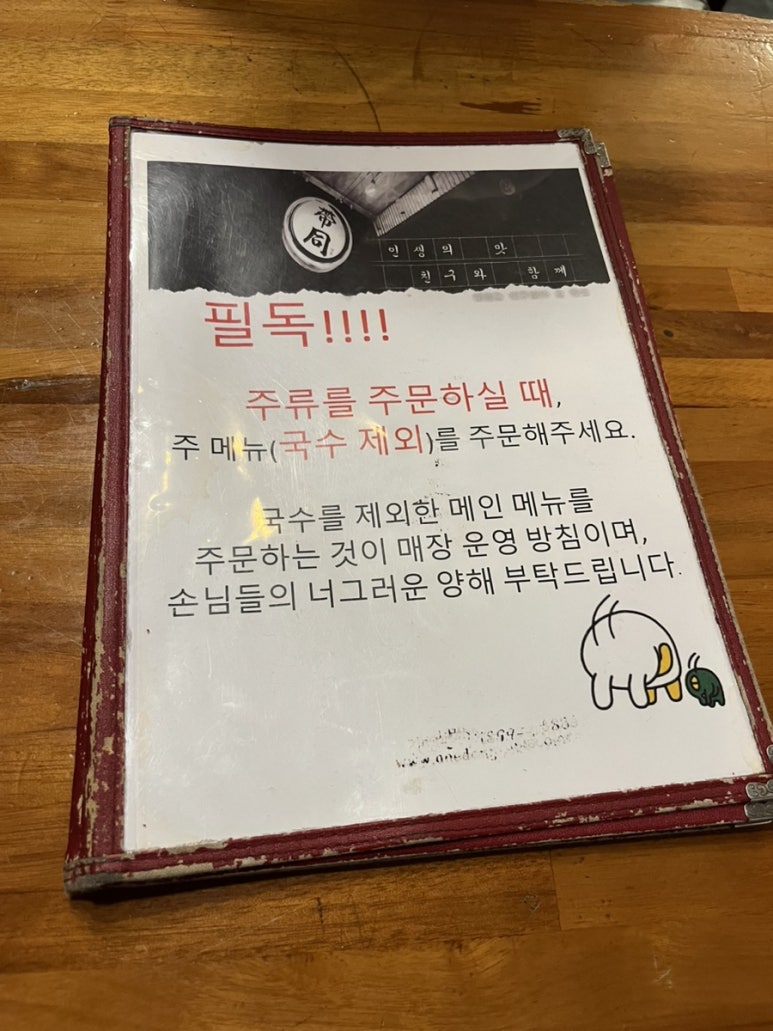 帶同
인생의 맛
친구와 함께
필독!!!!
주류를 주문하실 때,
주 메뉴(국수 제외)를 주문해주세요.
국수를 제외한 메인 메뉴를
주문하는 것이 매장 운영 방침이며,
손님들의 너그러운 양해 부탁드립니다.